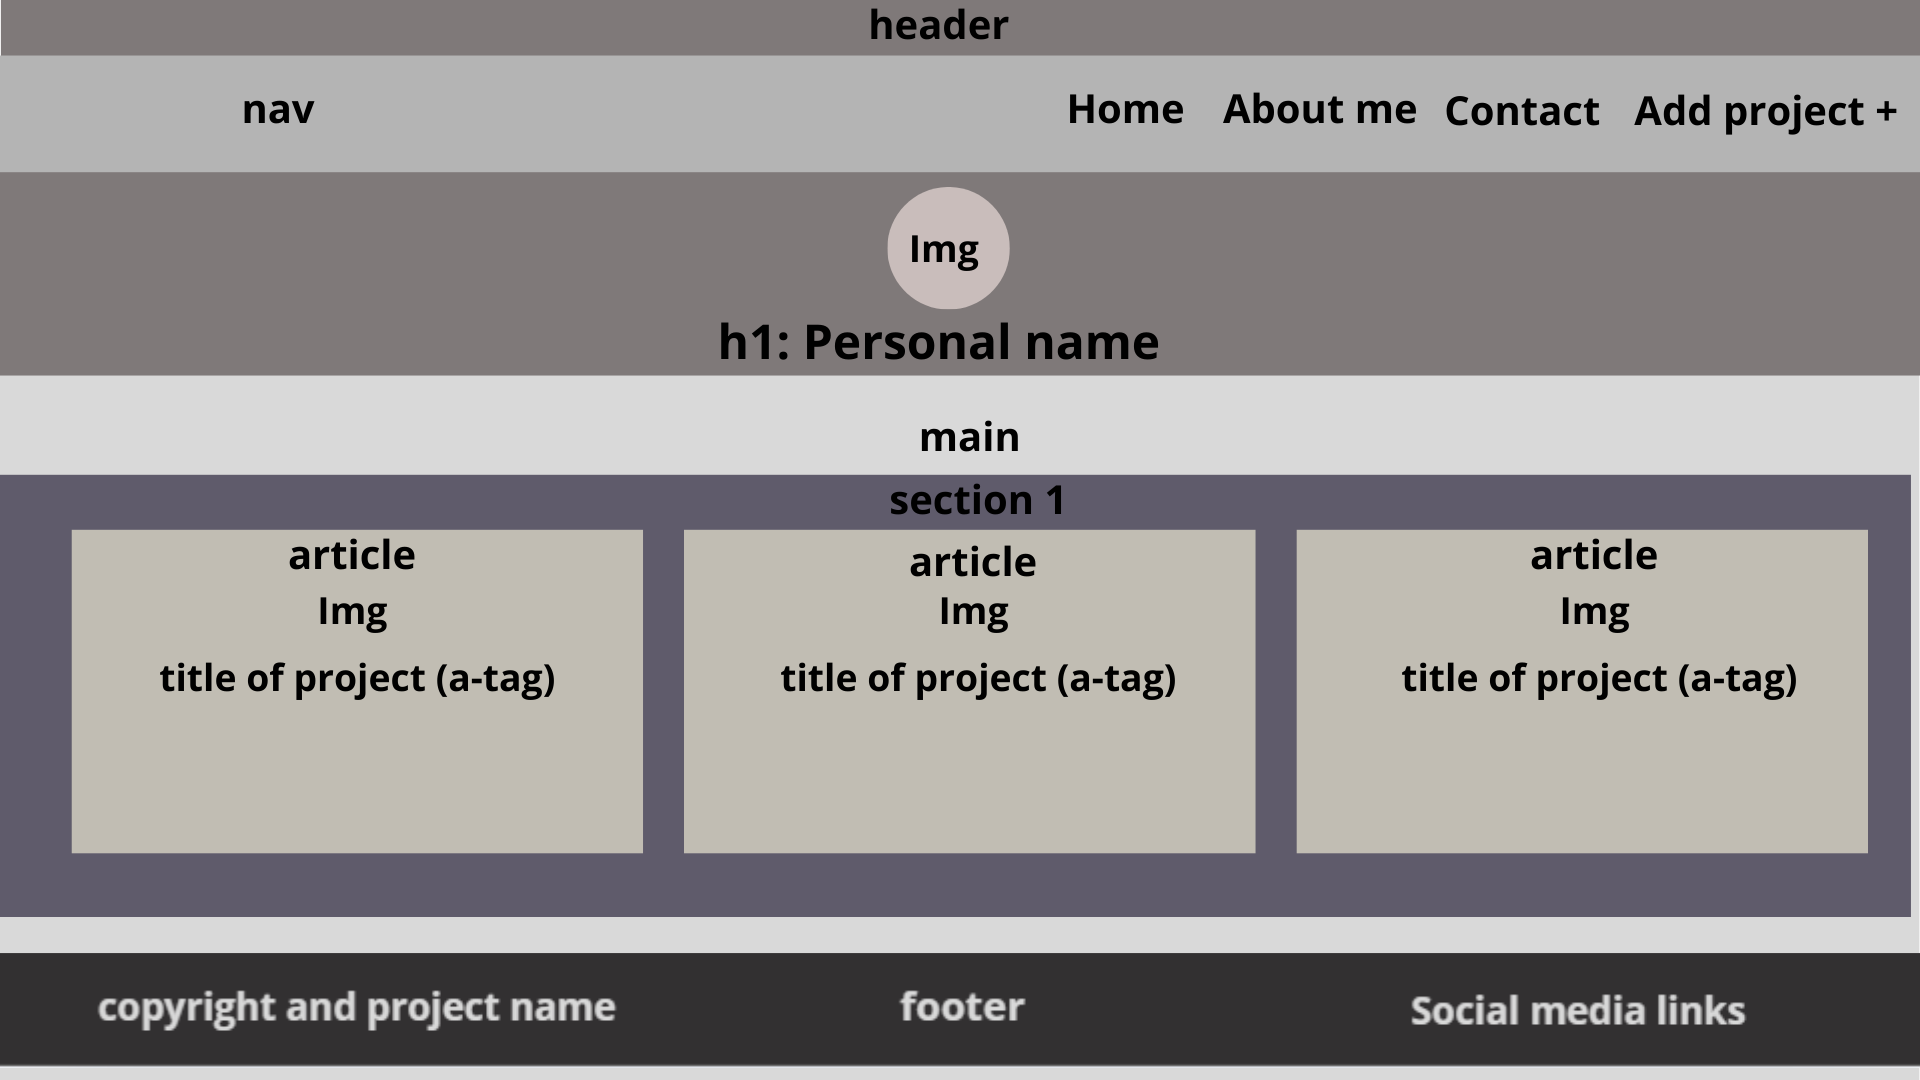 header
nav
Home About me Contact Add project +
Img
h1: Personal name
main
section 1
article article article
Img Img Img
title of project (a-tag) title of project (a-tag) title of project (a-tag)
copyright and project name footer Social media links